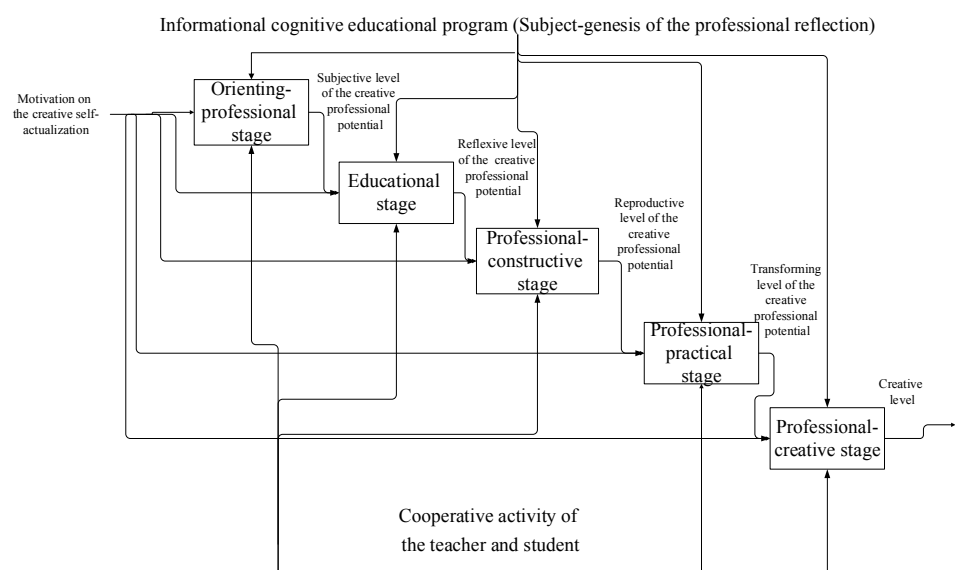 Informational cognitive educational program (Subject-genesis of the professional reflection)
Motivation on
the creative self-
actualization
Orienting-
professional
stage
Subjective level
of the creative
professional
potential
Educational
stage
Reflexive level
of the creative
professional
potential
Professional-
constructive
stage
Reproductive
level of the
creative
professional
potential
Professional-
practical
stage
Transforming
level of the
creative
professional
potential
Professional-
creative stage
Creative
level
Cooperative activity of
the teacher and student